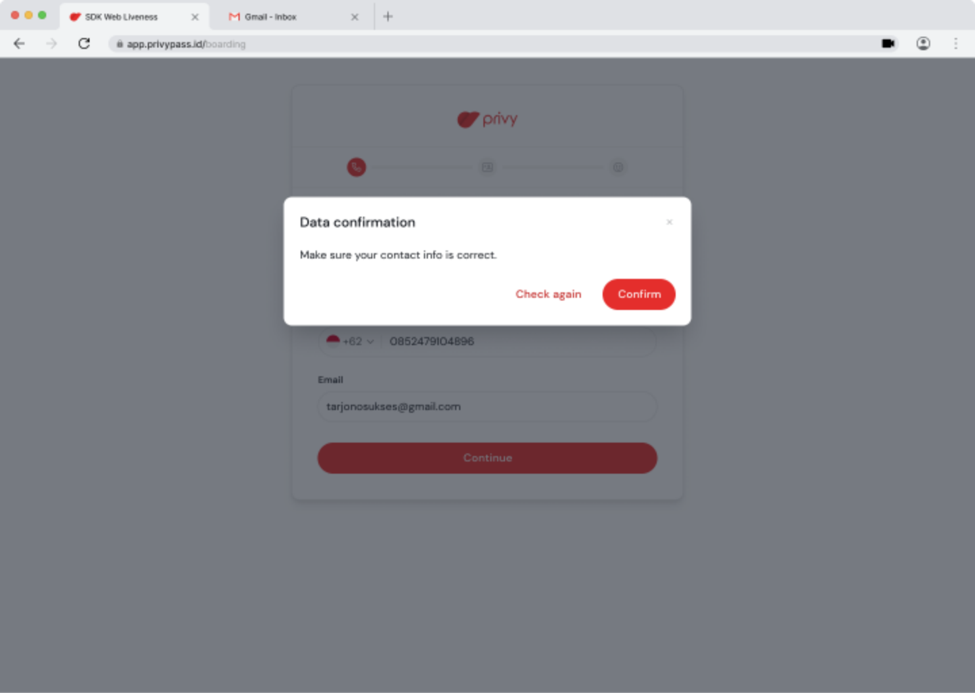 SDK Web Liveness
Gmail - Inbox
app.privypass.id/boarding
privy
Data confirmation
Make sure your contact info is correct.
Check again
Confirm
+62
0852479104896
Email
tarjonosukses@gmail.com
Continue